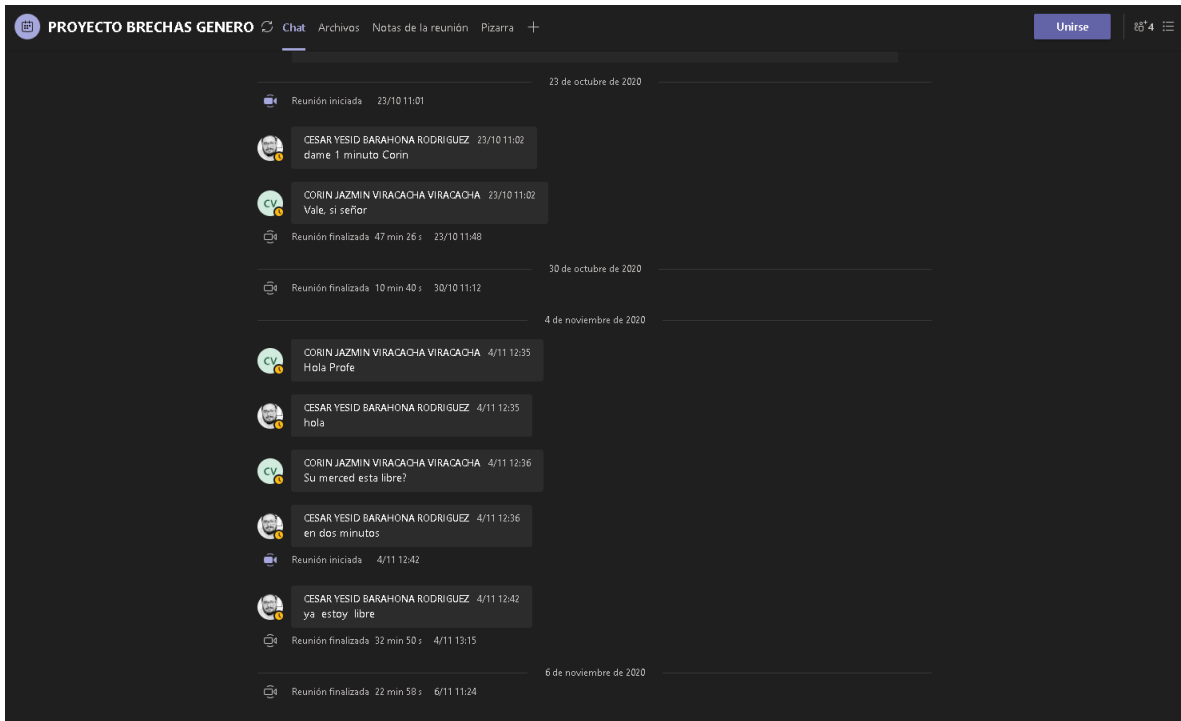 PROYECTO BRECHAS GENERO Chat Archivos Notas de la reunión Pizarra Unirse 4
23 de octubre de 2020
Reunión iniciada 23/10 11:01
CESAR YESID BARAHONA RODRIGUEZ 23/10 11:02
dame 1 minuto Corin
CV
CORIN JAZMIN VIRACACHA VIRACACHA 23/10 11:02
Vale, si señor
Reunión finalizada 47 min 26 s 23/10 11:48
30 de octubre de 2020
Reunión finalizada 10 min 40 s 30/10 11:12
4 de noviembre de 2020
CV
CORIN JAZMIN VIRACACHA VIRACACHA 4/11 12:35
Hola Profe
CESAR YESID BARAHONA RODRIGUEZ 4/11 12:35
hola
CV
CORIN JAZMIN VIRACACHA VIRACACHA 4/11 12:36
Su merced esta libre?
CESAR YESID BARAHONA RODRIGUEZ 4/11 12:36
en dos minutos
Reunión iniciada 4/11 12:42
CESAR YESID BARAHONA RODRIGUEZ 4/11 12:42
ya estoy libre
Reunión finalizada 32 min 50 s 4/11 13:15
6 de noviembre de 2020
Reunión finalizada 22 min 58 s 6/11 11:24